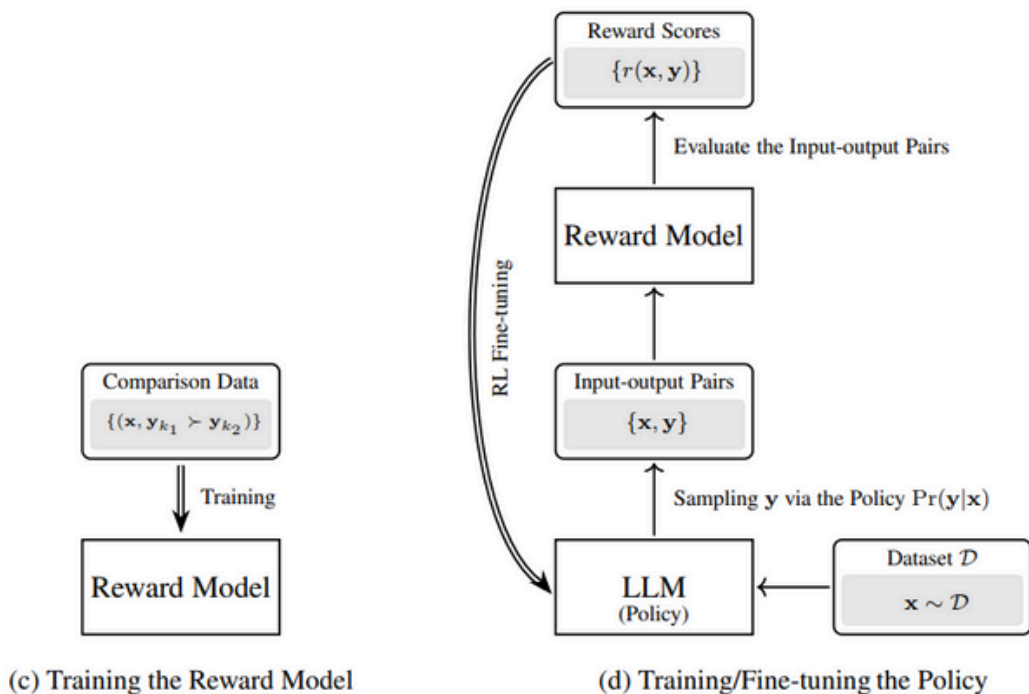 Comparison Data
{(x, y_{k_1} ≻ y_{k_2})}
Training
Reward Model
(c) Training the Reward Model
Reward Scores
{r(x, y)}
Evaluate the Input-output Pairs
Reward Model
RL Fine-tuning
Input-output Pairs
{x, y}
Sampling y via the Policy Pr(y|x)
LLM
(Policy)
Dataset 𝒟
x ∼ 𝒟
(d) Training/Fine-tuning the Policy